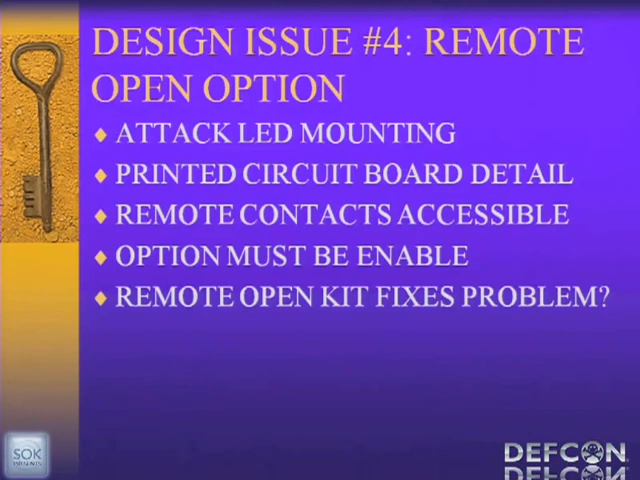 DESIGN ISSUE #4: REMOTE
OPEN OPTION
ATTACK LED MOUNTING
PRINTED CIRCUIT BOARD DETAIL
REMOTE CONTACTS ACCESSIBLE
OPTION MUST BE ENABLE
REMOTE OPEN KIT FIXES PROBLEM?
SOK
DEFCON